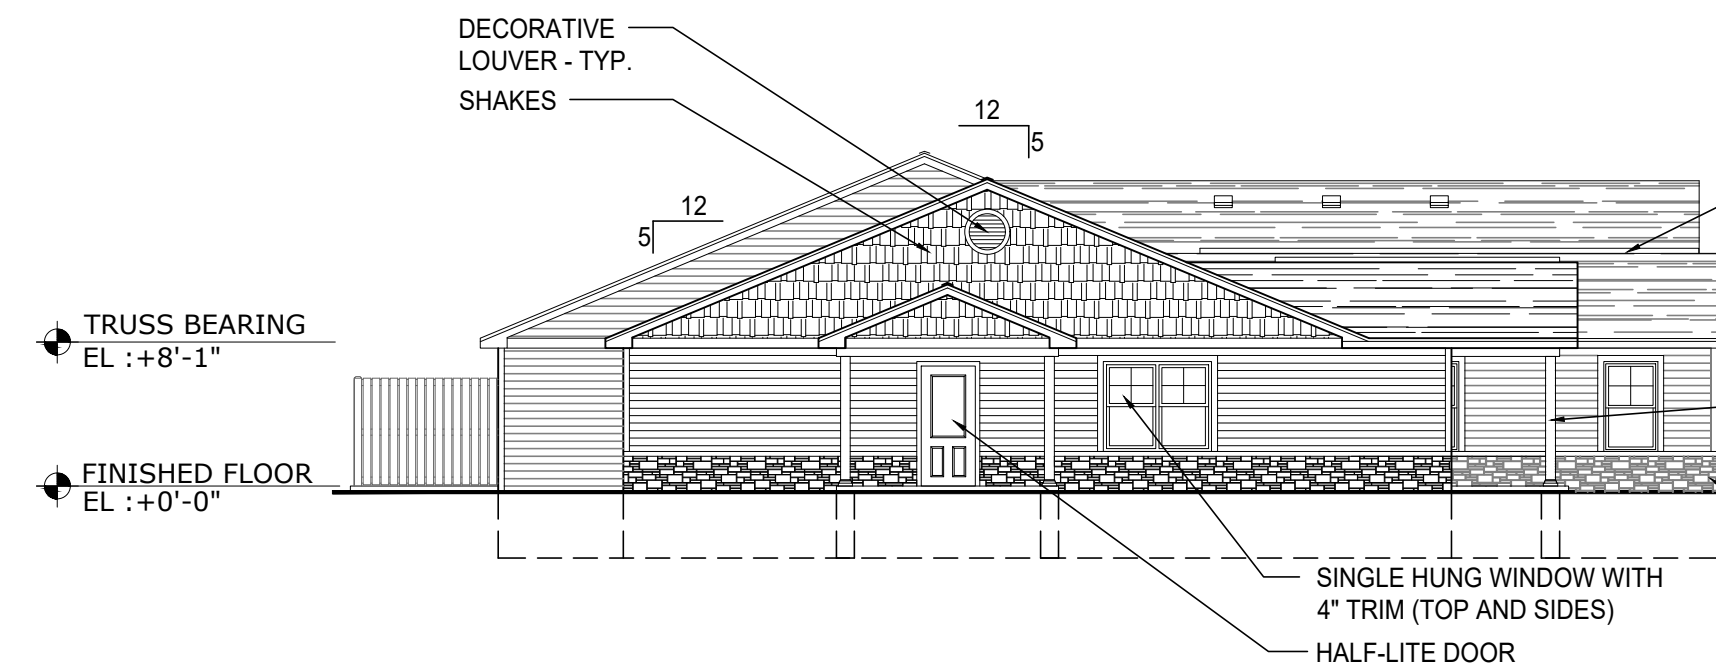 DECORATIVE
LOUVER - TYP.
SHAKES
12
5
12
5
TRUSS BEARING
EL :+8'-1"
FINISHED FLOOR
EL :+0'-0"
SINGLE HUNG WINDOW WITH
4" TRIM (TOP AND SIDES)
HALF-LITE DOOR